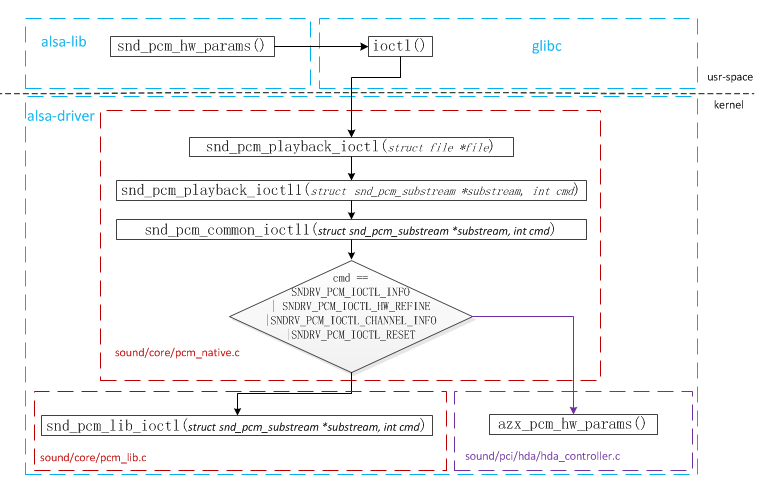 alsa-lib
snd_pcm_hw_params()
ioctl()
glibc
usr-space
kernel
alsa-driver
snd_pcm_playback_ioctl(struct file *file)
snd_pcm_playback_ioctl1(struct snd_pcm_substream *substream, int cmd)
snd_pcm_common_ioctl1(struct snd_pcm_substream *substream, int cmd)
cmd ==
SNDRV_PCM_IOCTL_INFO
| SNDRV_PCM_IOCTL_HW_REFINE
|SNDRV_PCM_IOCTL_CHANNEL_INFO
|SNDRV_PCM_IOCTL_RESET
sound/core/pcm_native.c
snd_pcm_lib_ioctl(struct snd_pcm_substream *substream, int cmd)
azx_pcm_hw_params()
sound/core/pcm_lib.c
sound/pci/hda/hda_controller.c